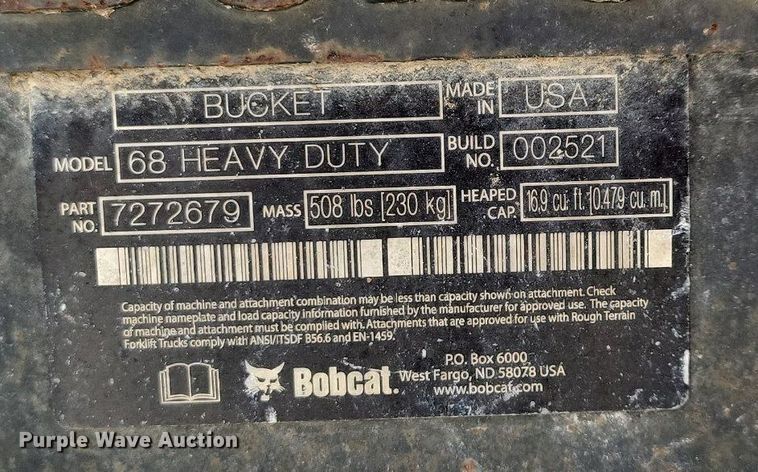 BUCKET MADE IN USA
MODEL 68 HEAVY DUTY BUILD NO. 002521
PART NO. 7272679 MASS 508 lbs [230 kg] HEAPED CAP. 16.9 cu. ft. [0.479 cu. m.]
Capacity of machine and attachment combination may be less than capacity shown on attachment. Check
machine nameplate and load capacity information furnished by the manufacturer for approved use. The capacity
of machine and attachment must be complied with. Attachments that are approved for use with Rough Terrain
Forklift Trucks comply with ANSI/ITSDF B56.6 and EN-1459.
Bobcat.
P.O. Box 6000
West Fargo, ND 58078 USA
www.bobcat.com
Purple Wave Auction